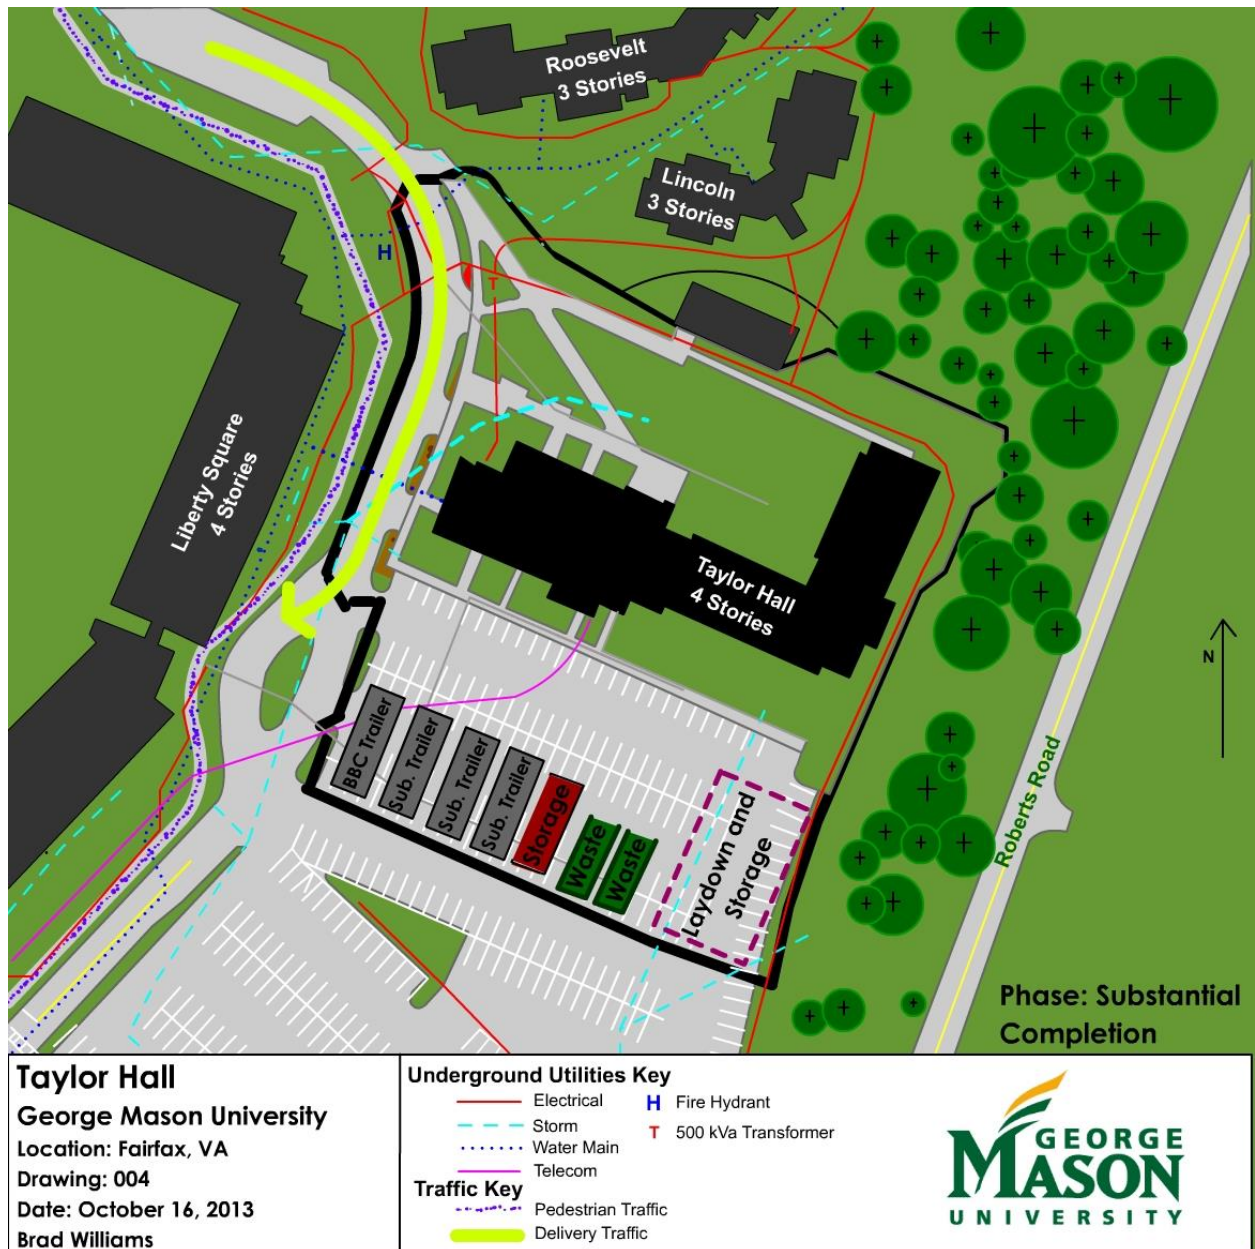 Roosevelt
3 Stories
Lincoln
3 Stories
H
T
Liberty Square
4 Stories
Taylor Hall
4 Stories
N
BBC Trailer
Sub. Trailer
Sub. Trailer
Sub. Trailer
Storage
Waste
Waste
Laydown and
Storage
Roberts Road
Phase: Substantial
Completion
Taylor Hall
George Mason University
Location: Fairfax, VA
Drawing: 004
Date: October 16, 2013
Brad Williams
Underground Utilities Key
Electrical
Storm
Water Main
Telecom
H Fire Hydrant
T 500 kVa Transformer
Traffic Key
Pedestrian Traffic
Delivery Traffic
GEORGE
MASON
UNIVERSITY